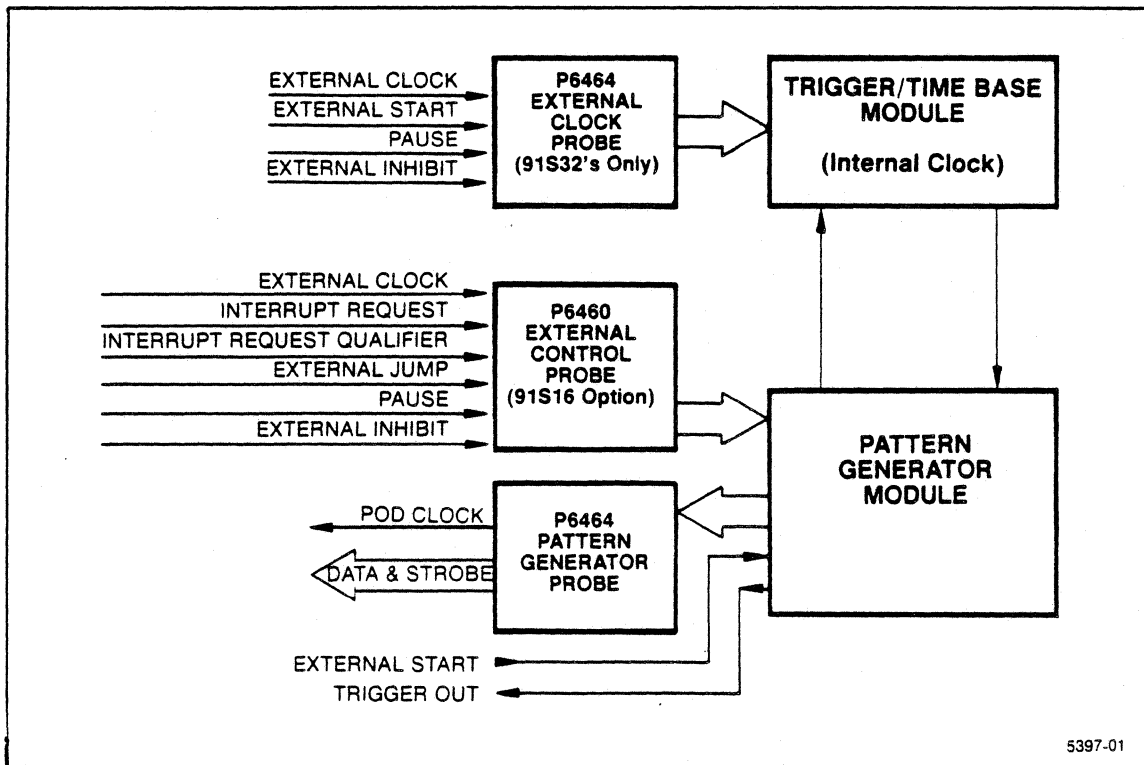 EXTERNAL CLOCK
EXTERNAL START
PAUSE
EXTERNAL INHIBIT
P6464
EXTERNAL
CLOCK
PROBE
(91S32's Only)
TRIGGER/TIME BASE
MODULE
(Internal Clock)
EXTERNAL CLOCK
INTERRUPT REQUEST
INTERRUPT REQUEST QUALIFIER
EXTERNAL JUMP
PAUSE
EXTERNAL INHIBIT
P6460
EXTERNAL
CONTROL
PROBE
(91S16 Option)
PATTERN
GENERATOR
MODULE
POD CLOCK
DATA & STROBE
P6464
PATTERN
GENERATOR
PROBE
EXTERNAL START
TRIGGER OUT
5397-01